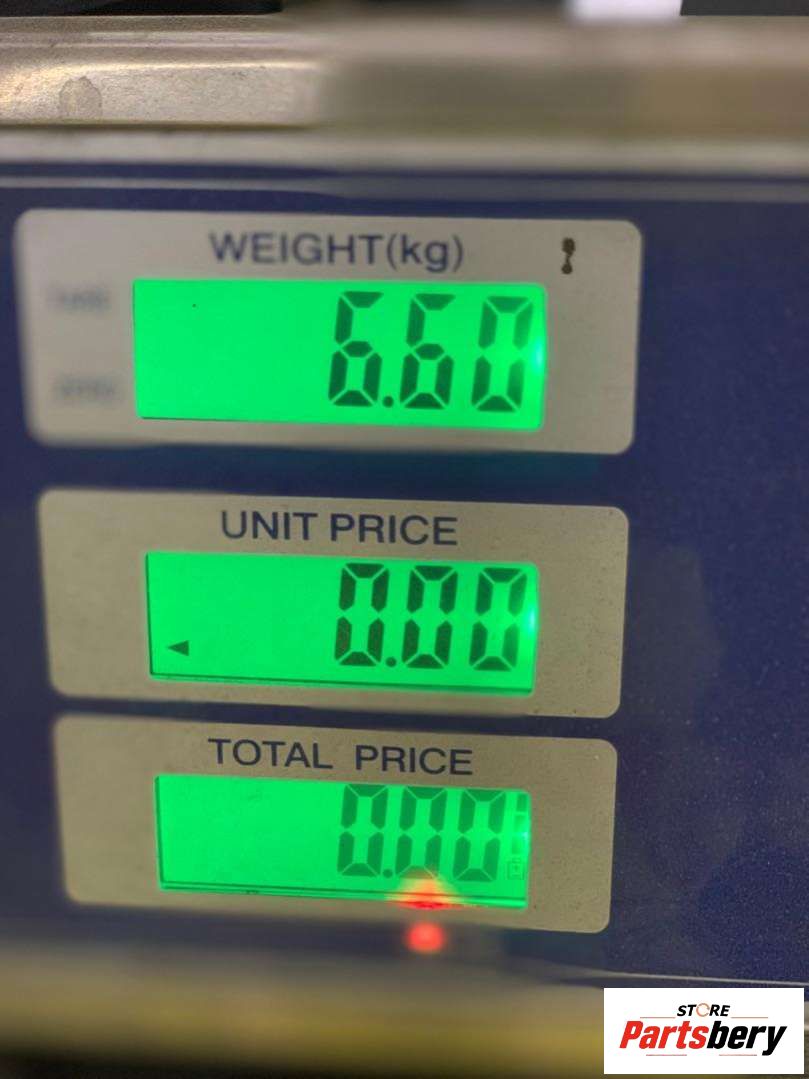 WEIGHT(kg)
6.60
UNIT PRICE
0.00
TOTAL PRICE
0.00
STORE
Partsbery